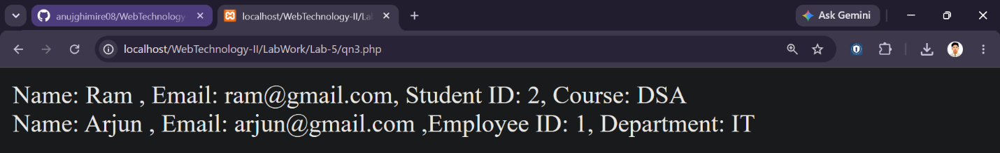 anujghimire08/WebTechnology
localhost/WebTechnology-II/La
Ask Gemini
localhost/WebTechnology-II/LabWork/Lab-5/qn3.php
Name: Ram , Email: ram@gmail.com, Student ID: 2, Course: DSA
Name: Arjun , Email: arjun@gmail.com ,Employee ID: 1, Department: IT